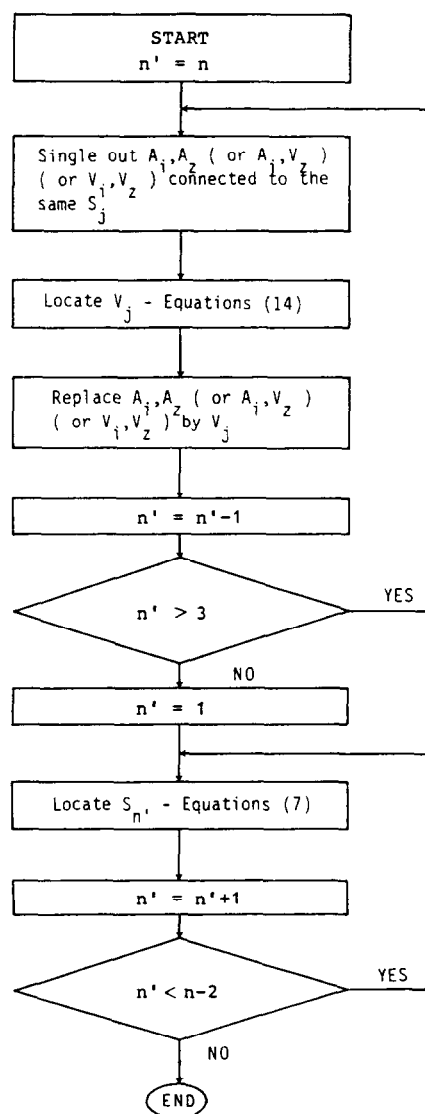 START
n' = n
Single out A_i,A_z ( or A_i,V_z )
( or V_i,V_z ) connected to the
same S_j
Locate V_j - Equations (14)
Replace A_i,A_z ( or A_i,V_z )
( or V_i,V_z ) by V_j
n' = n'-1
n' > 3
YES
NO
n' = 1
Locate S_n' - Equations (7)
n' = n'+1
n' < n-2
YES
NO
END